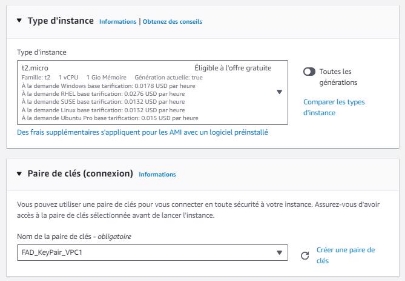 Type d'instance Informations | Obtenez des conseils
Type d'instance
t2.micro Éligible à l'offre gratuite
Famille: t2 1 vCPU 1 Gio Mémoire Génération actuelle: true
À la demande Windows base tarification: 0.0178 USD par heure
À la demande RHEL base tarification: 0.0276 USD par heure
À la demande SUSE base tarification: 0.0132 USD par heure
À la demande Linux base tarification: 0.0132 USD par heure
À la demande Ubuntu Pro base tarification: 0.015 USD par heure
Toutes les
générations
Comparer les types
d'instance
Des frais supplémentaires s'appliquent pour les AMI avec un logiciel préinstallé
Paire de clés (connexion) Informations
Vous pouvez utiliser une paire de clés pour vous connecter en toute sécurité à votre instance. Assurez-vous d'avoir
accès à la paire de clés sélectionnée avant de lancer l'instance.
Nom de la paire de clés - obligatoire
FAD_KeyPair_VPC1
Créer une paire de
clés